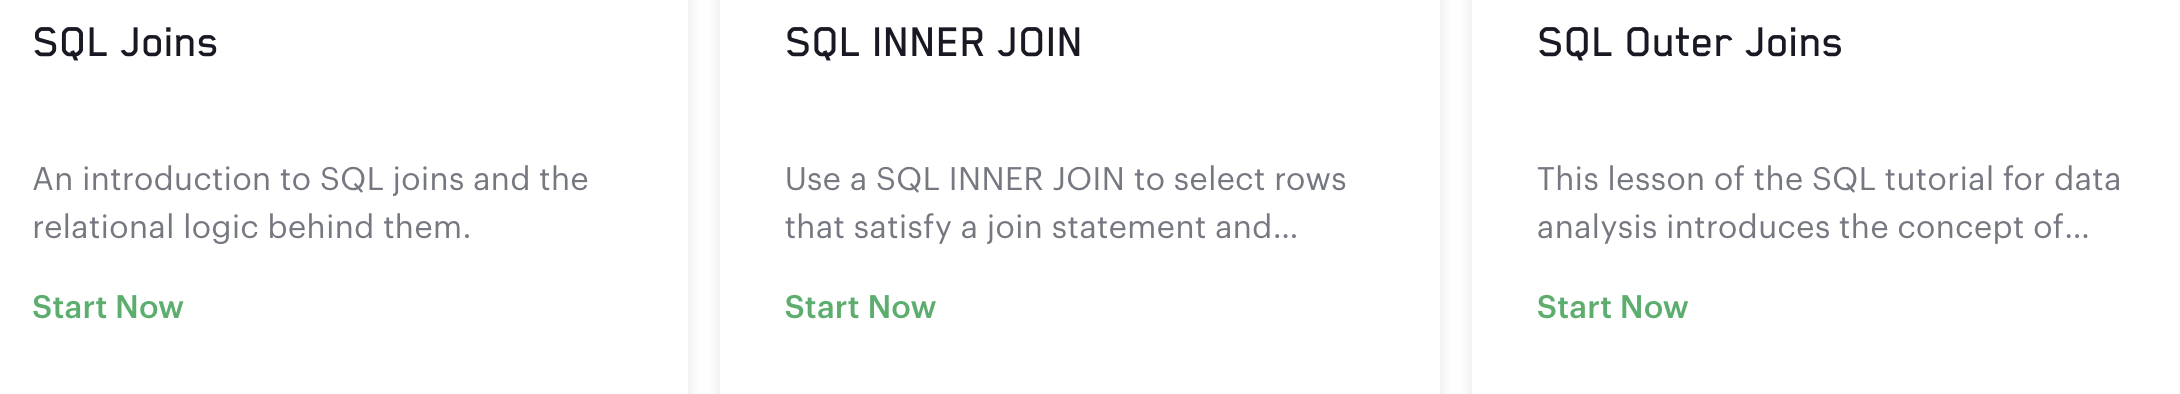 SQL Joins
An introduction to SQL joins and the
relational logic behind them.
Start Now
SQL INNER JOIN
Use a SQL INNER JOIN to select rows
that satisfy a join statement and...
Start Now
SQL Outer Joins
This lesson of the SQL tutorial for data
analysis introduces the concept of...
Start Now